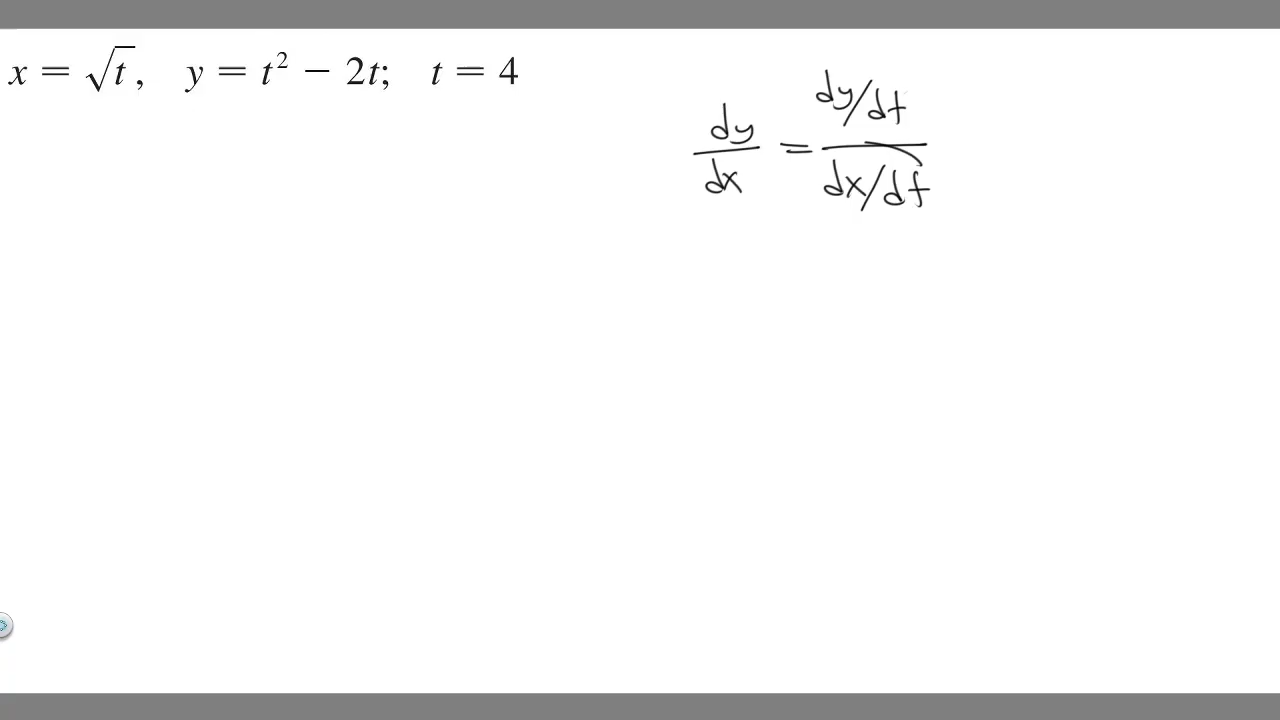 x = √t, y = t² − 2t; t = 4
dy/dx = (dy/dt)/(dx/dt)